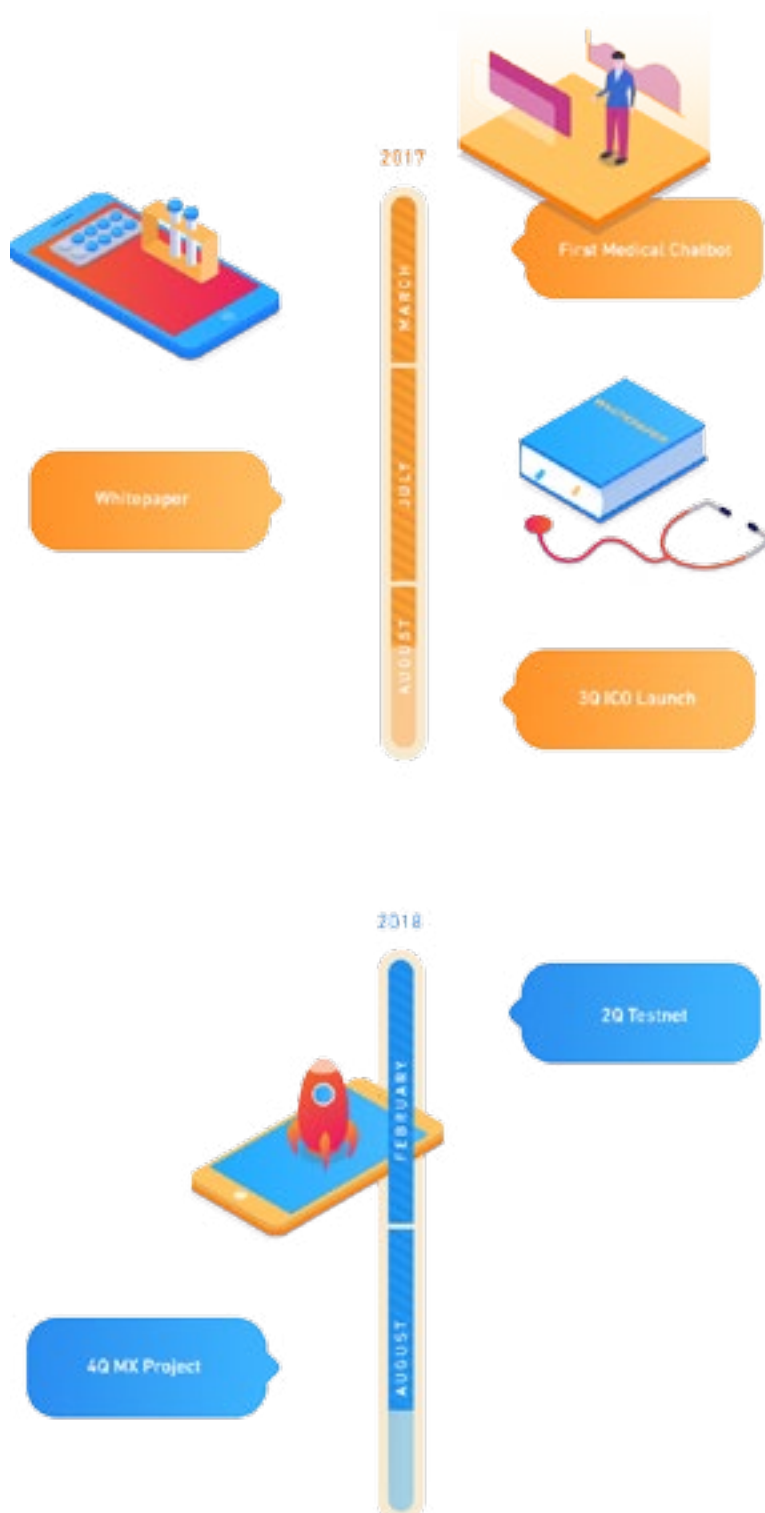 2017
First Medical Chatbot
MARCH
WHITEPAPER
Whitepaper
JULY
AUGUST
3Q ICO Launch
2018
2Q Testnet
FEBRUARY
4Q MX Project
AUGUST